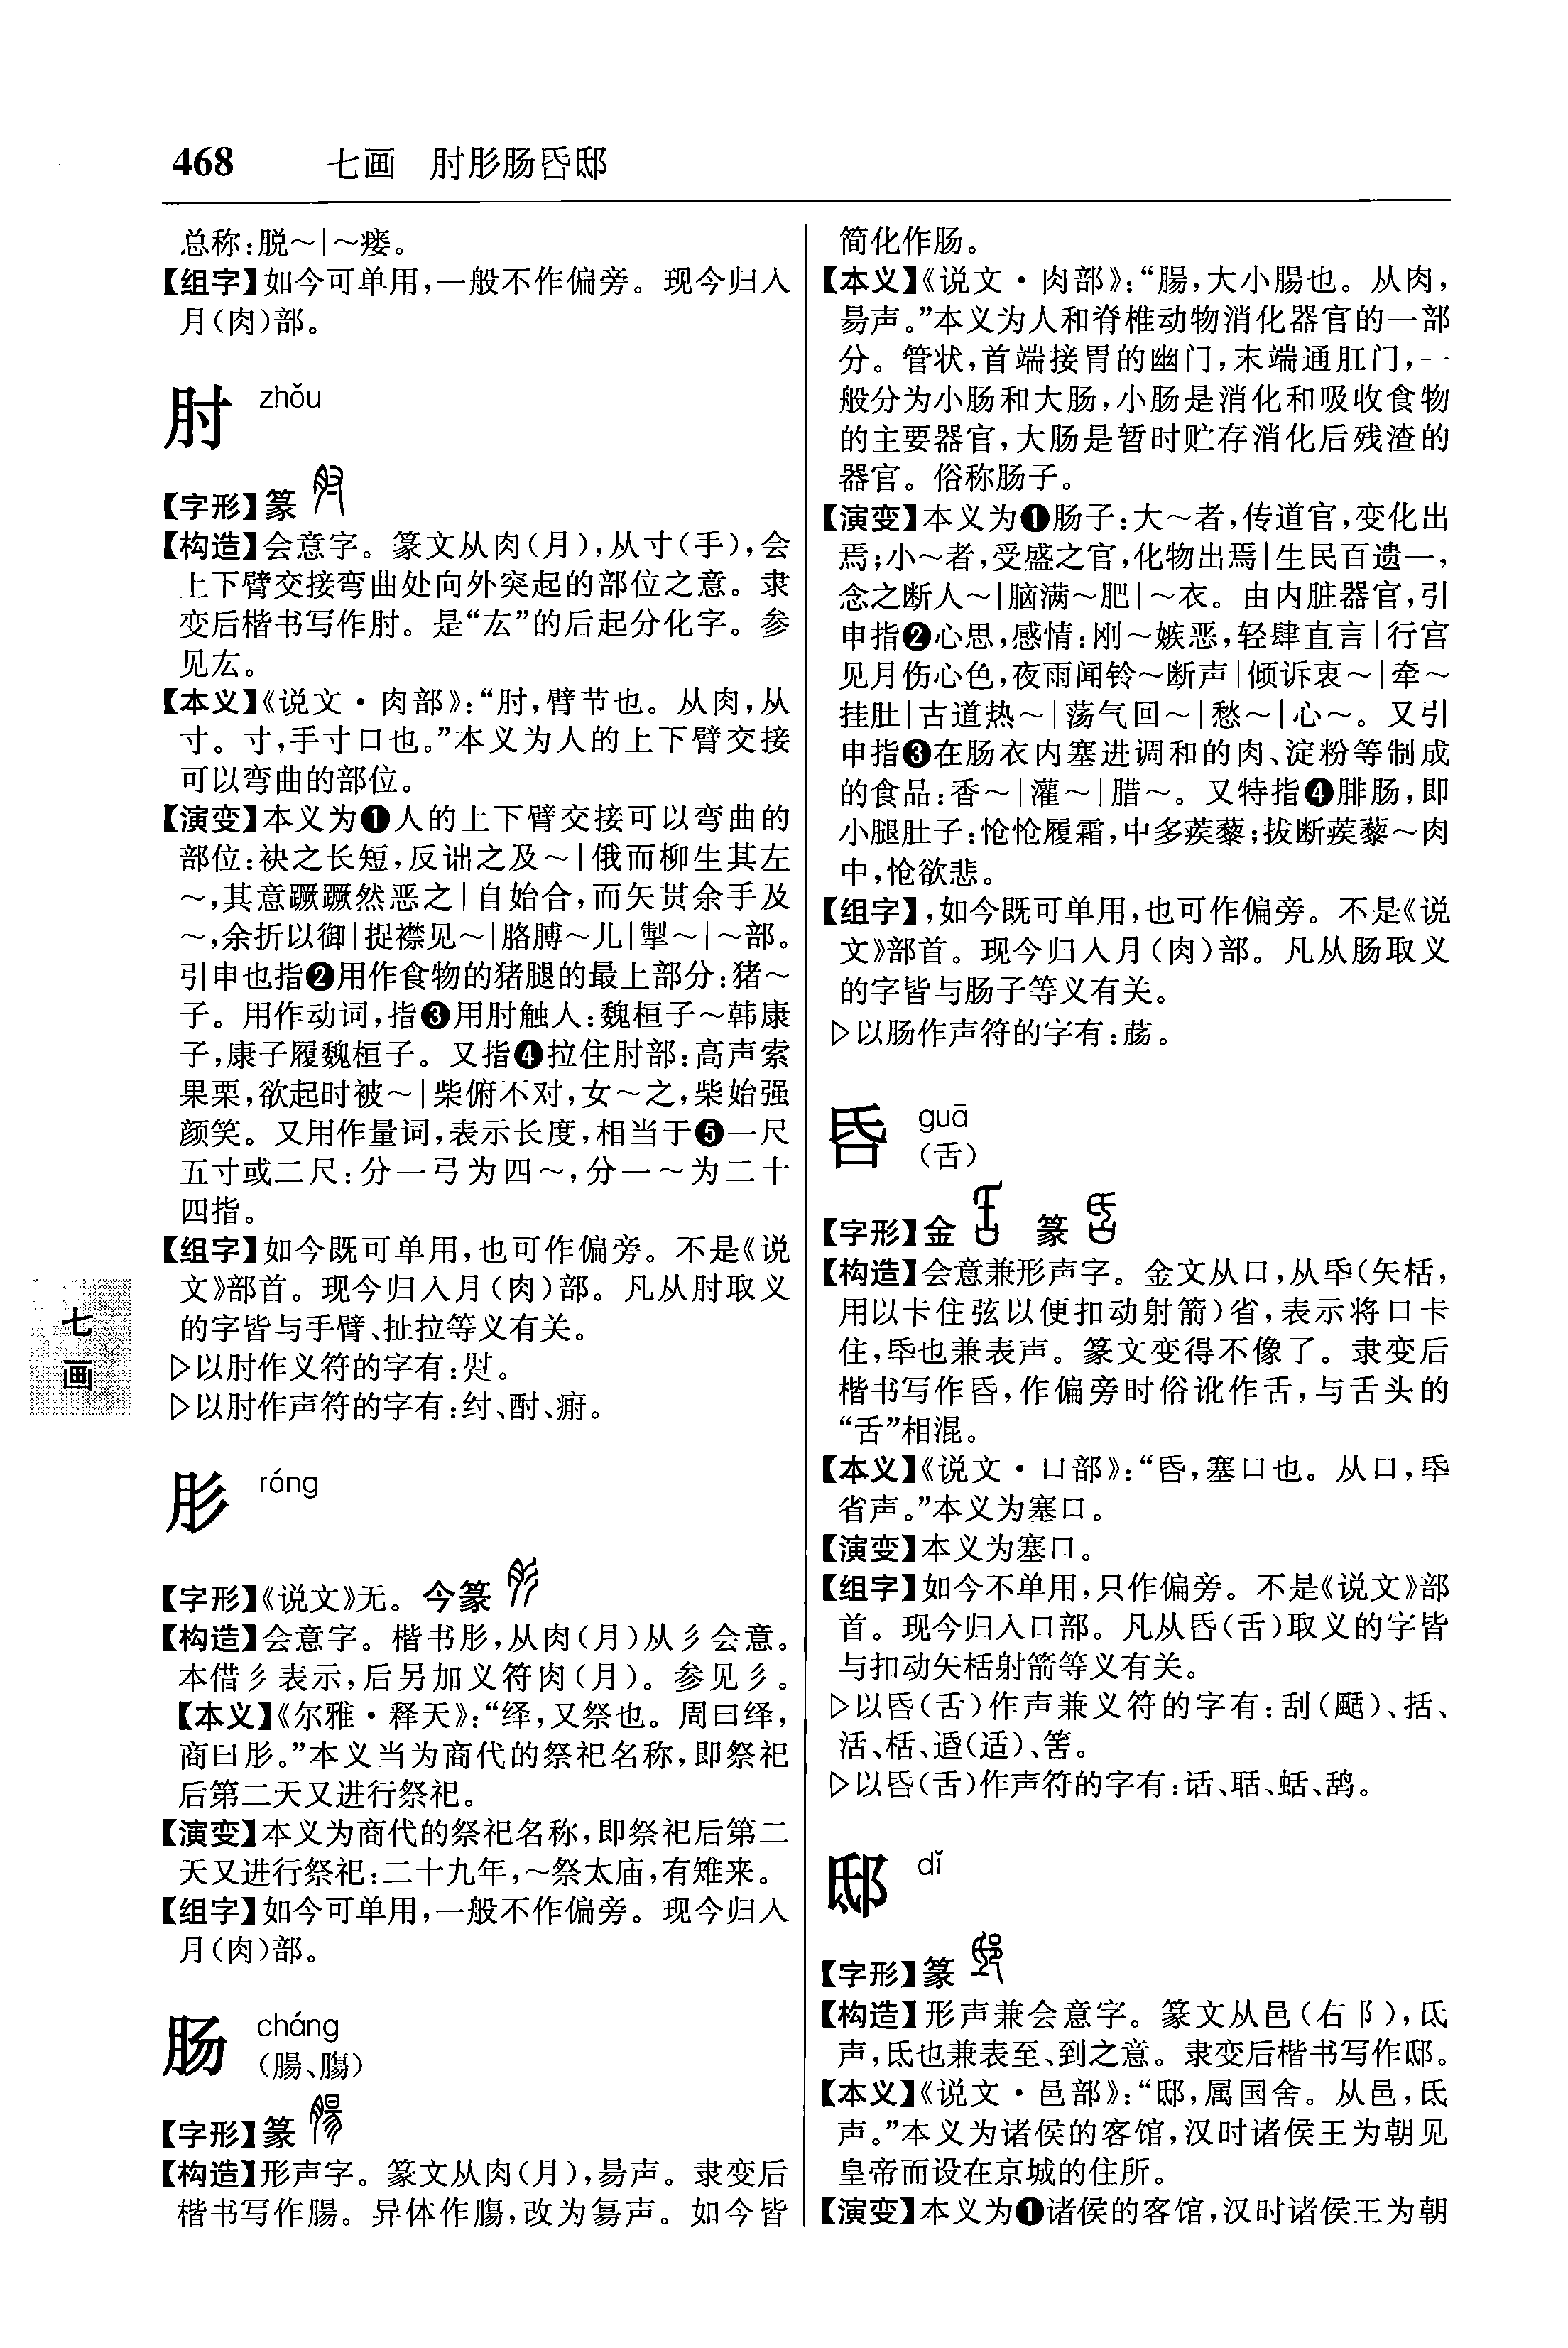 468 七画 肘肜肠昏邸
总称:脱～|～瘘。
【组字】如今可单用,一般不作偏旁。现今归入
月(肉)部。
肘 zhǒu
【字形】篆
【构造】会意字。篆文从肉(月),从寸(手),会
上下臂交接弯曲处向外突起的部位之意。隶
变后楷书写作肘。是“厷”的后起分化字。参
见厷。
【本义】《说文·肉部》:“肘,臂节也。从肉,从
寸。寸,手寸口也。”本义为人的上下臂交接
可以弯曲的部位。
【演变】本义为❶人的上下臂交接可以弯曲的
部位:袂之长短,反诎之及～|俄而柳生其左
～,其意蹶蹶然恶之|自始合,而矢贯余手及
～,余折以御|捉襟见～|胳膊～儿|掣～|～部。
引申也指❷用作食物的猪腿的最上部分:猪～
子。用作动词,指❸用肘触人:魏桓子～韩康
子,康子履魏桓子。又指❹拉住肘部:高声索
果栗,欲起时被～|柴俯不对,女～之,柴始强
颜笑。又用作量词,表示长度,相当于❺一尺
五寸或二尺:分一弓为四～,分一～为二十
四指。
【组字】如今既可单用,也可作偏旁。不是《说
文》部首。现今归入月(肉)部。凡从肘取义
的字皆与手臂、扯拉等义有关。
▷以肘作义符的字有:。
▷以肘作声符的字有:纣、酎、疛。
肜 róng
【字形】《说文》无。今篆
【构造】会意字。楷书肜,从肉(月)从彡会意。
本借彡表示,后另加义符肉(月)。参见彡。
【本义】《尔雅·释天》:“绎,又祭也。周曰绎,
商曰肜。”本义当为商代的祭祀名称,即祭祀
后第二天又进行祭祀。
【演变】本义为商代的祭祀名称,即祭祀后第二
天又进行祭祀:二十九年,～祭太庙,有雉来。
【组字】如今可单用,一般不作偏旁。现今归入
月(肉)部。
肠 cháng
(腸、膓)
【字形】篆
【构造】形声字。篆文从肉(月),昜声。隶变后
楷书写作腸。异体作膓,改为昜声。如今皆
简化作肠。
【本义】《说文·肉部》:“腸,大小腸也。从肉,
昜声。”本义为人和脊椎动物消化器官的一部
分。管状,首端接胃的幽门,末端通肛门,一
般分为小肠和大肠,小肠是消化和吸收食物
的主要器官,大肠是暂时贮存消化后残渣的
器官。俗称肠子。
【演变】本义为❶肠子:大～者,传道官,变化出
焉;小～者,受盛之官,化物出焉|生民百遗一,
念之断人～|脑满～肥|～衣。由内脏器官,引
申指❷心思,感情:刚～嫉恶,轻肆直言|行宫
见月伤心色,夜雨闻铃～断声|倾诉衷～|牵～
挂肚|古道热～|荡气回～|愁～|心～。又引
申指❸在肠衣内塞进调和的肉、淀粉等制成
的食品:香～|灌～|腊～。又特指❹腓肠,即
小腿肚子:怆怆履霜,中多蒺藜;拔断蒺藜～肉
中,怆欲悲。
【组字】,如今既可单用,也可作偏旁。不是《说
文》部首。现今归入月(肉)部。凡从肠取义
的字皆与肠子等义有关。
▷以肠作声符的字有:。
昏 guā
(舌)
【字形】金 篆
【构造】会意兼形声字。金文从口,从氒(矢栝,
用以卡住弦以便扣动射箭)省,表示将口卡
住,氒也兼表声。篆文变得不像了。隶变后
楷书写作昏,作偏旁时俗讹作舌,与舌头的
“舌”相混。
【本义】《说文·口部》:“昏,塞口也。从口,氒
省声。”本义为塞口。
【演变】本义为塞口。
【组字】如今不单用,只作偏旁。不是《说文》部
首。现今归入口部。凡从昏(舌)取义的字皆
与扣动矢栝射箭等义有关。
▷以昏(舌)作声兼义符的字有:刮(颳)、括、
活、栝、逥(适)、筈。
▷以昏(舌)作声符的字有:话、聒、蛞、鸹。
邸 dǐ
【字形】篆
【构造】形声兼会意字。篆文从邑(右阝),氐
声,氐也兼表至、到之意。隶变后楷书写作邸。
【本义】《说文·邑部》:“邸,属国舍。从邑,氐
声。”本义为诸侯的客馆,汉时诸侯王为朝见
皇帝而设在京城的住所。
【演变】本义为❶诸侯的客馆,汉时诸侯王为朝
七
画